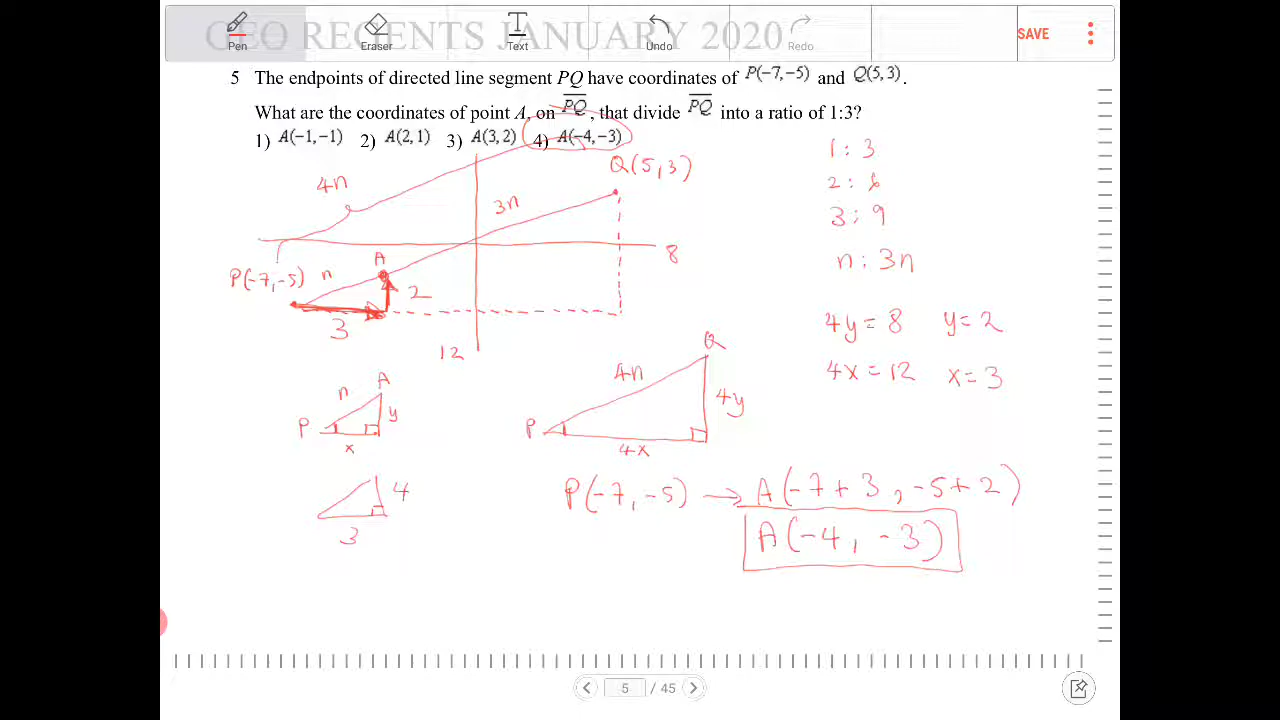 GEO REGENTS JANUARY 2020
Pen
Eraser
Text
Undo
Redo
SAVE
5 The endpoints of directed line segment PQ have coordinates of P(−7,−5) and Q(5,3).
What are the coordinates of point A, on PQ, that divide PQ into a ratio of 1:3?
1) A(−1,−1) 2) A(2,1) 3) A(3,2) 4) A(−4,−3)
1 : 3
Q(5,3)
4n
2 : 6
3n
3 : 9
8
A
n : 3n
P(-7,-5)
n
2
3
4y = 8 y = 2
12
4x = 12 x = 3
Q
A
n
4n
y
4y
P
P
x
4x
4
P(-7, -5) → A(-7+3, -5+2)
3
A(-4, -3)
5 / 45